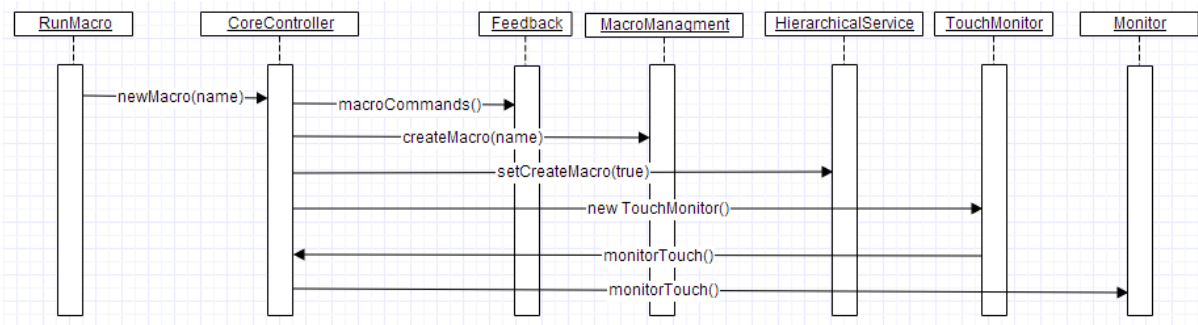 RunMacro
CoreController
Feedback
MacroManagment
HierarchicalService
TouchMonitor
Monitor
newMacro(name)
macroCommands()
createMacro(name)
setCreateMacro(true)
new TouchMonitor()
monitorTouch()
monitorTouch()